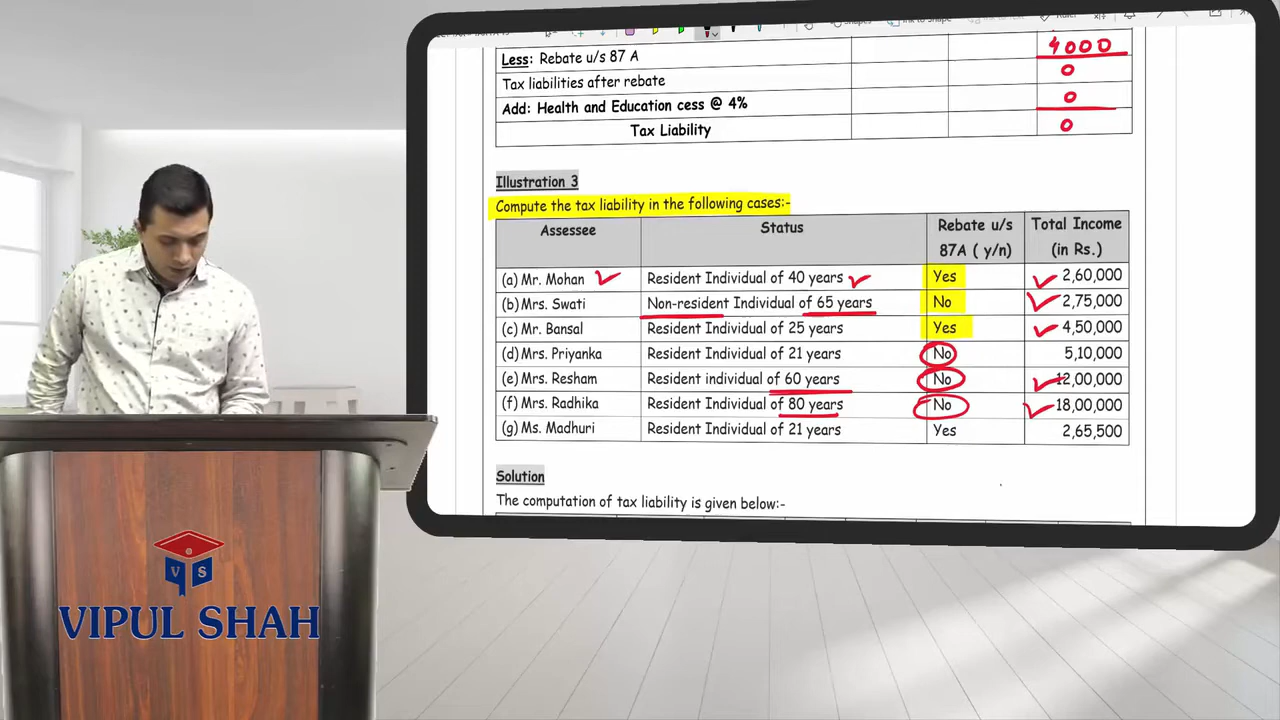 4000
Less: Rebate u/s 87 A
Tax liabilities after rebate 0
Add: Health and Education cess @ 4% 0
Tax Liability 0
Illustration 3
Compute the tax liability in the following cases:-
Assessee Status Rebate u/s 87A ( y/n) Total Income (in Rs.)
(a) Mr. Mohan Resident Individual of 40 years Yes 2,60,000
(b) Mrs. Swati Non-resident Individual of 65 years No 2,75,000
(c) Mr. Bansal Resident Individual of 25 years Yes 4,50,000
(d) Mrs. Priyanka Resident Individual of 21 years No 5,10,000
(e) Mrs. Resham Resident individual of 60 years No 12,00,000
(f) Mrs. Radhika Resident Individual of 80 years No 18,00,000
(g) Ms. Madhuri Resident Individual of 21 years Yes 2,65,500
Solution
The computation of tax liability is given below:-
V S
VIPUL SHAH